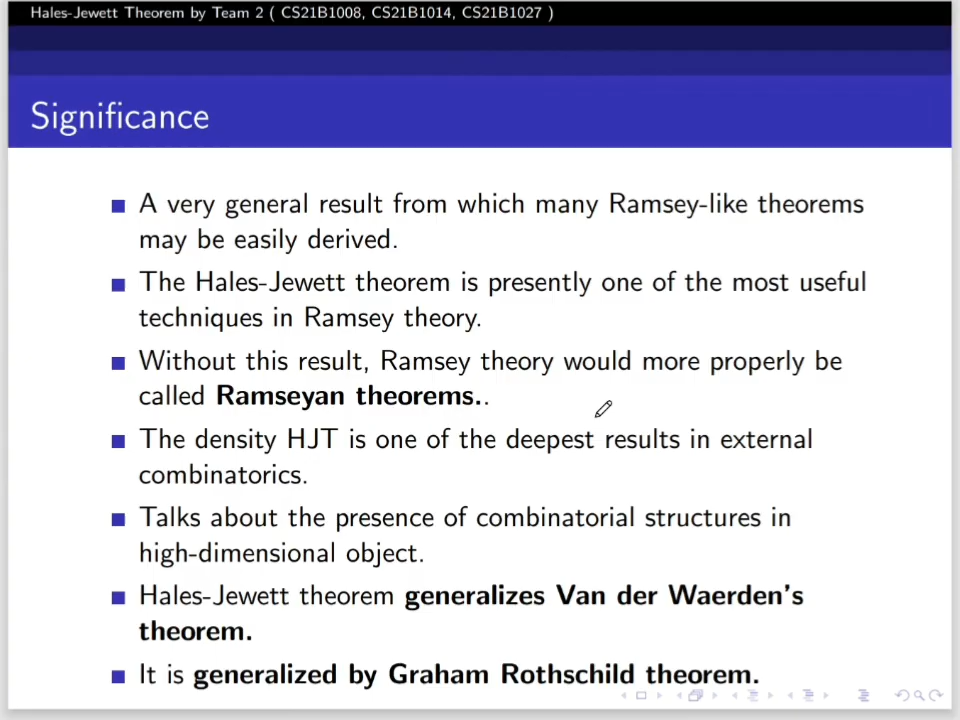 Hales-Jewett Theorem by Team 2 ( CS21B1008, CS21B1014, CS21B1027 )
Significance
A very general result from which many Ramsey-like theorems
may be easily derived.
The Hales-Jewett theorem is presently one of the most useful
techniques in Ramsey theory.
Without this result, Ramsey theory would more properly be
called Ramseyan theorems..
The density HJT is one of the deepest results in external
combinatorics.
Talks about the presence of combinatorial structures in
high-dimensional object.
Hales-Jewett theorem generalizes Van der Waerden's
theorem.
It is generalized by Graham Rothschild theorem.